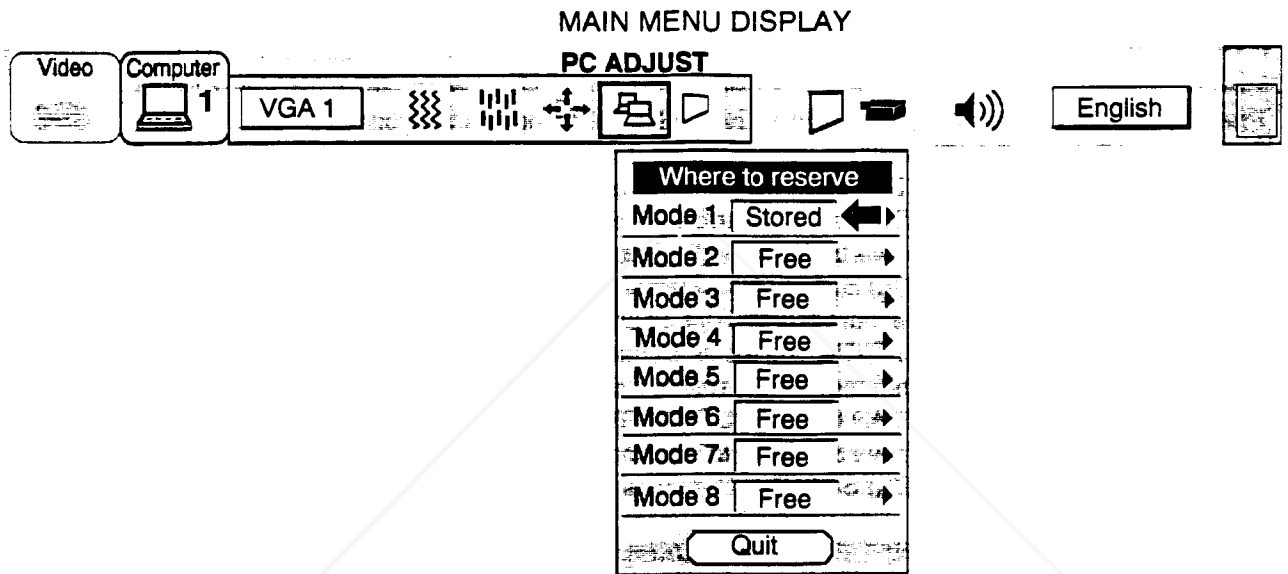 MAIN MENU DISPLAY
PC ADJUST
Video
Computer
1
VGA 1
English
Where to reserve
Mode 1 Stored
Mode 2 Free
Mode 3 Free
Mode 4 Free
Mode 5 Free
Mode 6 Free
Mode 7 Free
Mode 8 Free
Quit